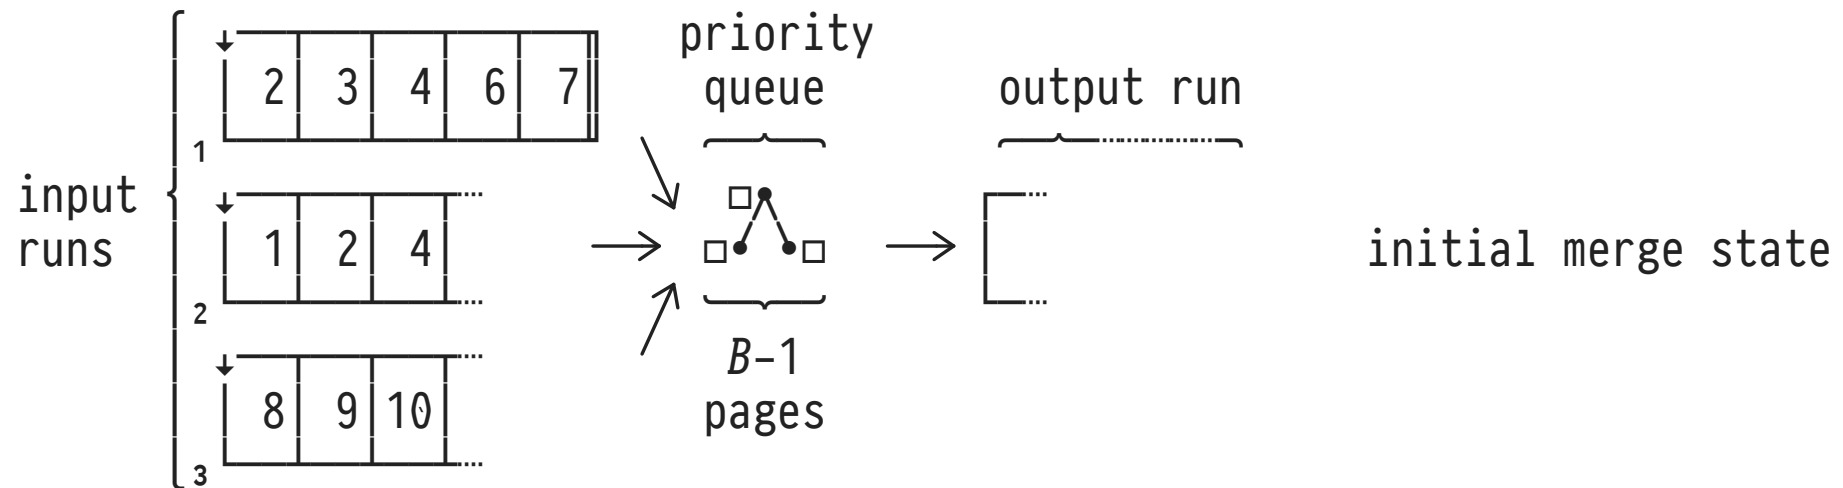 priority
queue
output run
2 3 4 6 7
1
input
runs
1 2 4
2
initial merge state
B-1
pages
8 9 10
3